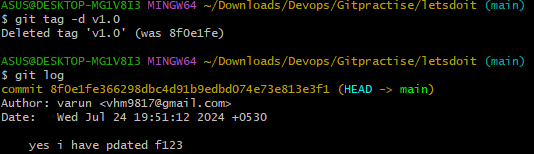 ASUS@DESKTOP-MG1V8I3 MINGW64 ~/Downloads/Devops/Gitpractise/letsdoit (main)
$ git tag -d v1.0
Deleted tag 'v1.0' (was 8f0e1fe)
ASUS@DESKTOP-MG1V8I3 MINGW64 ~/Downloads/Devops/Gitpractise/letsdoit (main)
$ git log
commit 8f0e1fe366298dbc4d91b9edbd074e73e813e3f1 (HEAD -> main)
Author: varun <vhm9817@gmail.com>
Date:   Wed Jul 24 19:51:12 2024 +0530
yes i have pdated f123